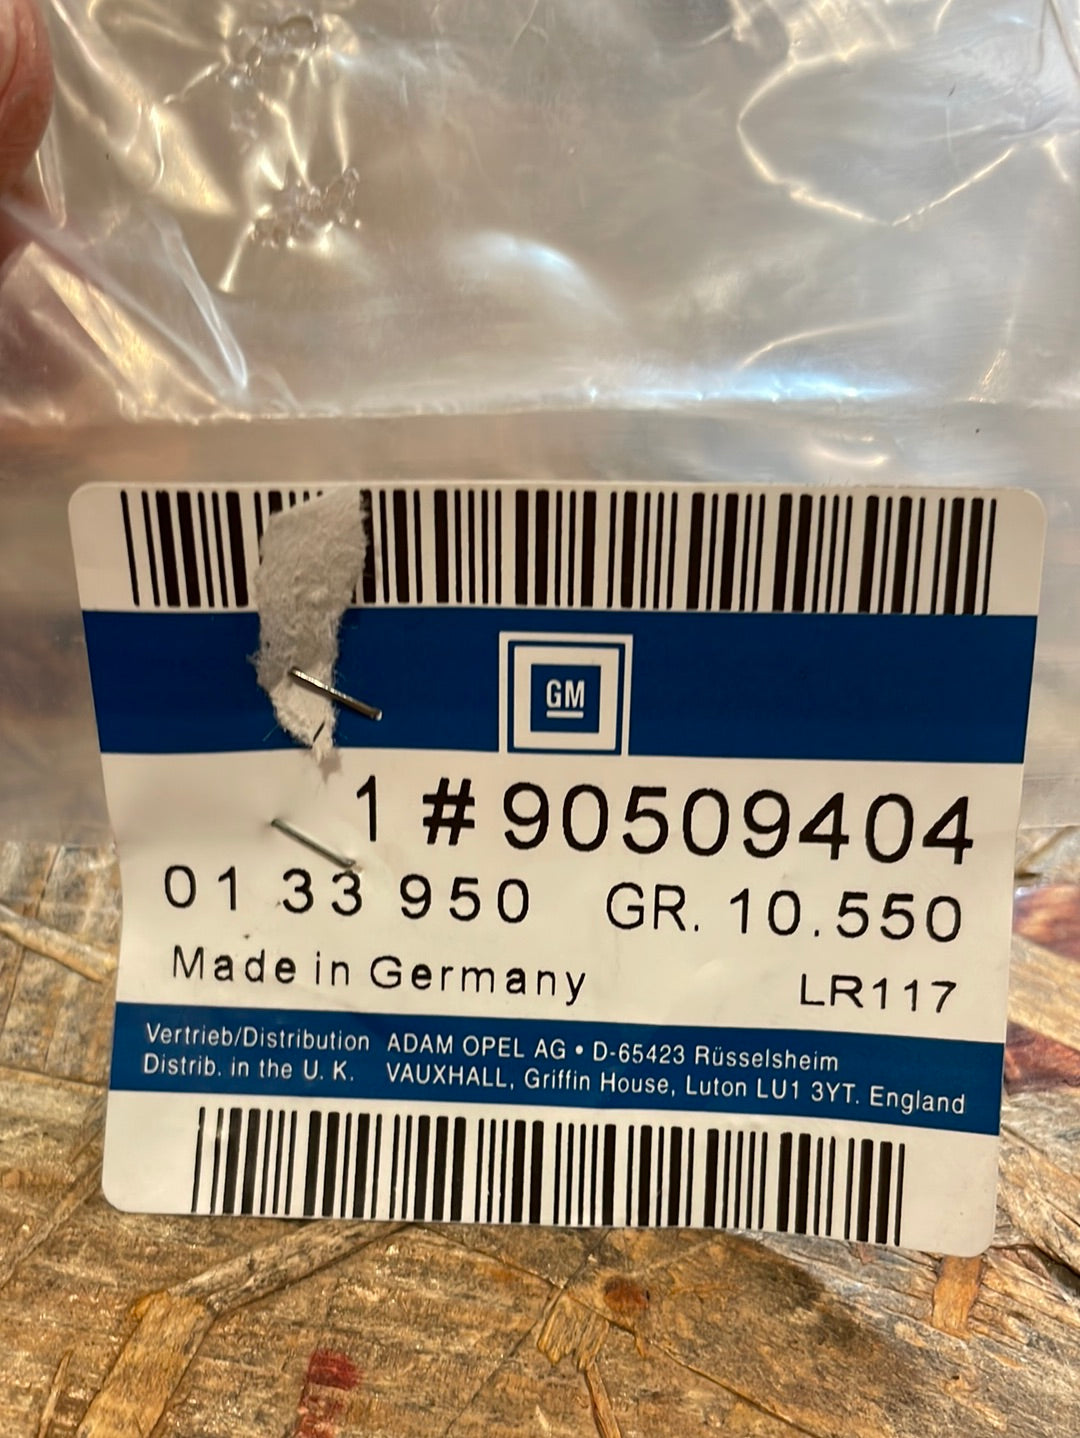 GM
1 # 90509404
01 33 950 GR. 10.550
Made in Germany LR117
Vertrieb/Distribution ADAM OPEL AG • D-65423 Rüsselsheim
Distrib. in the U. K. VAUXHALL, Griffin House, Luton LU1 3YT. England